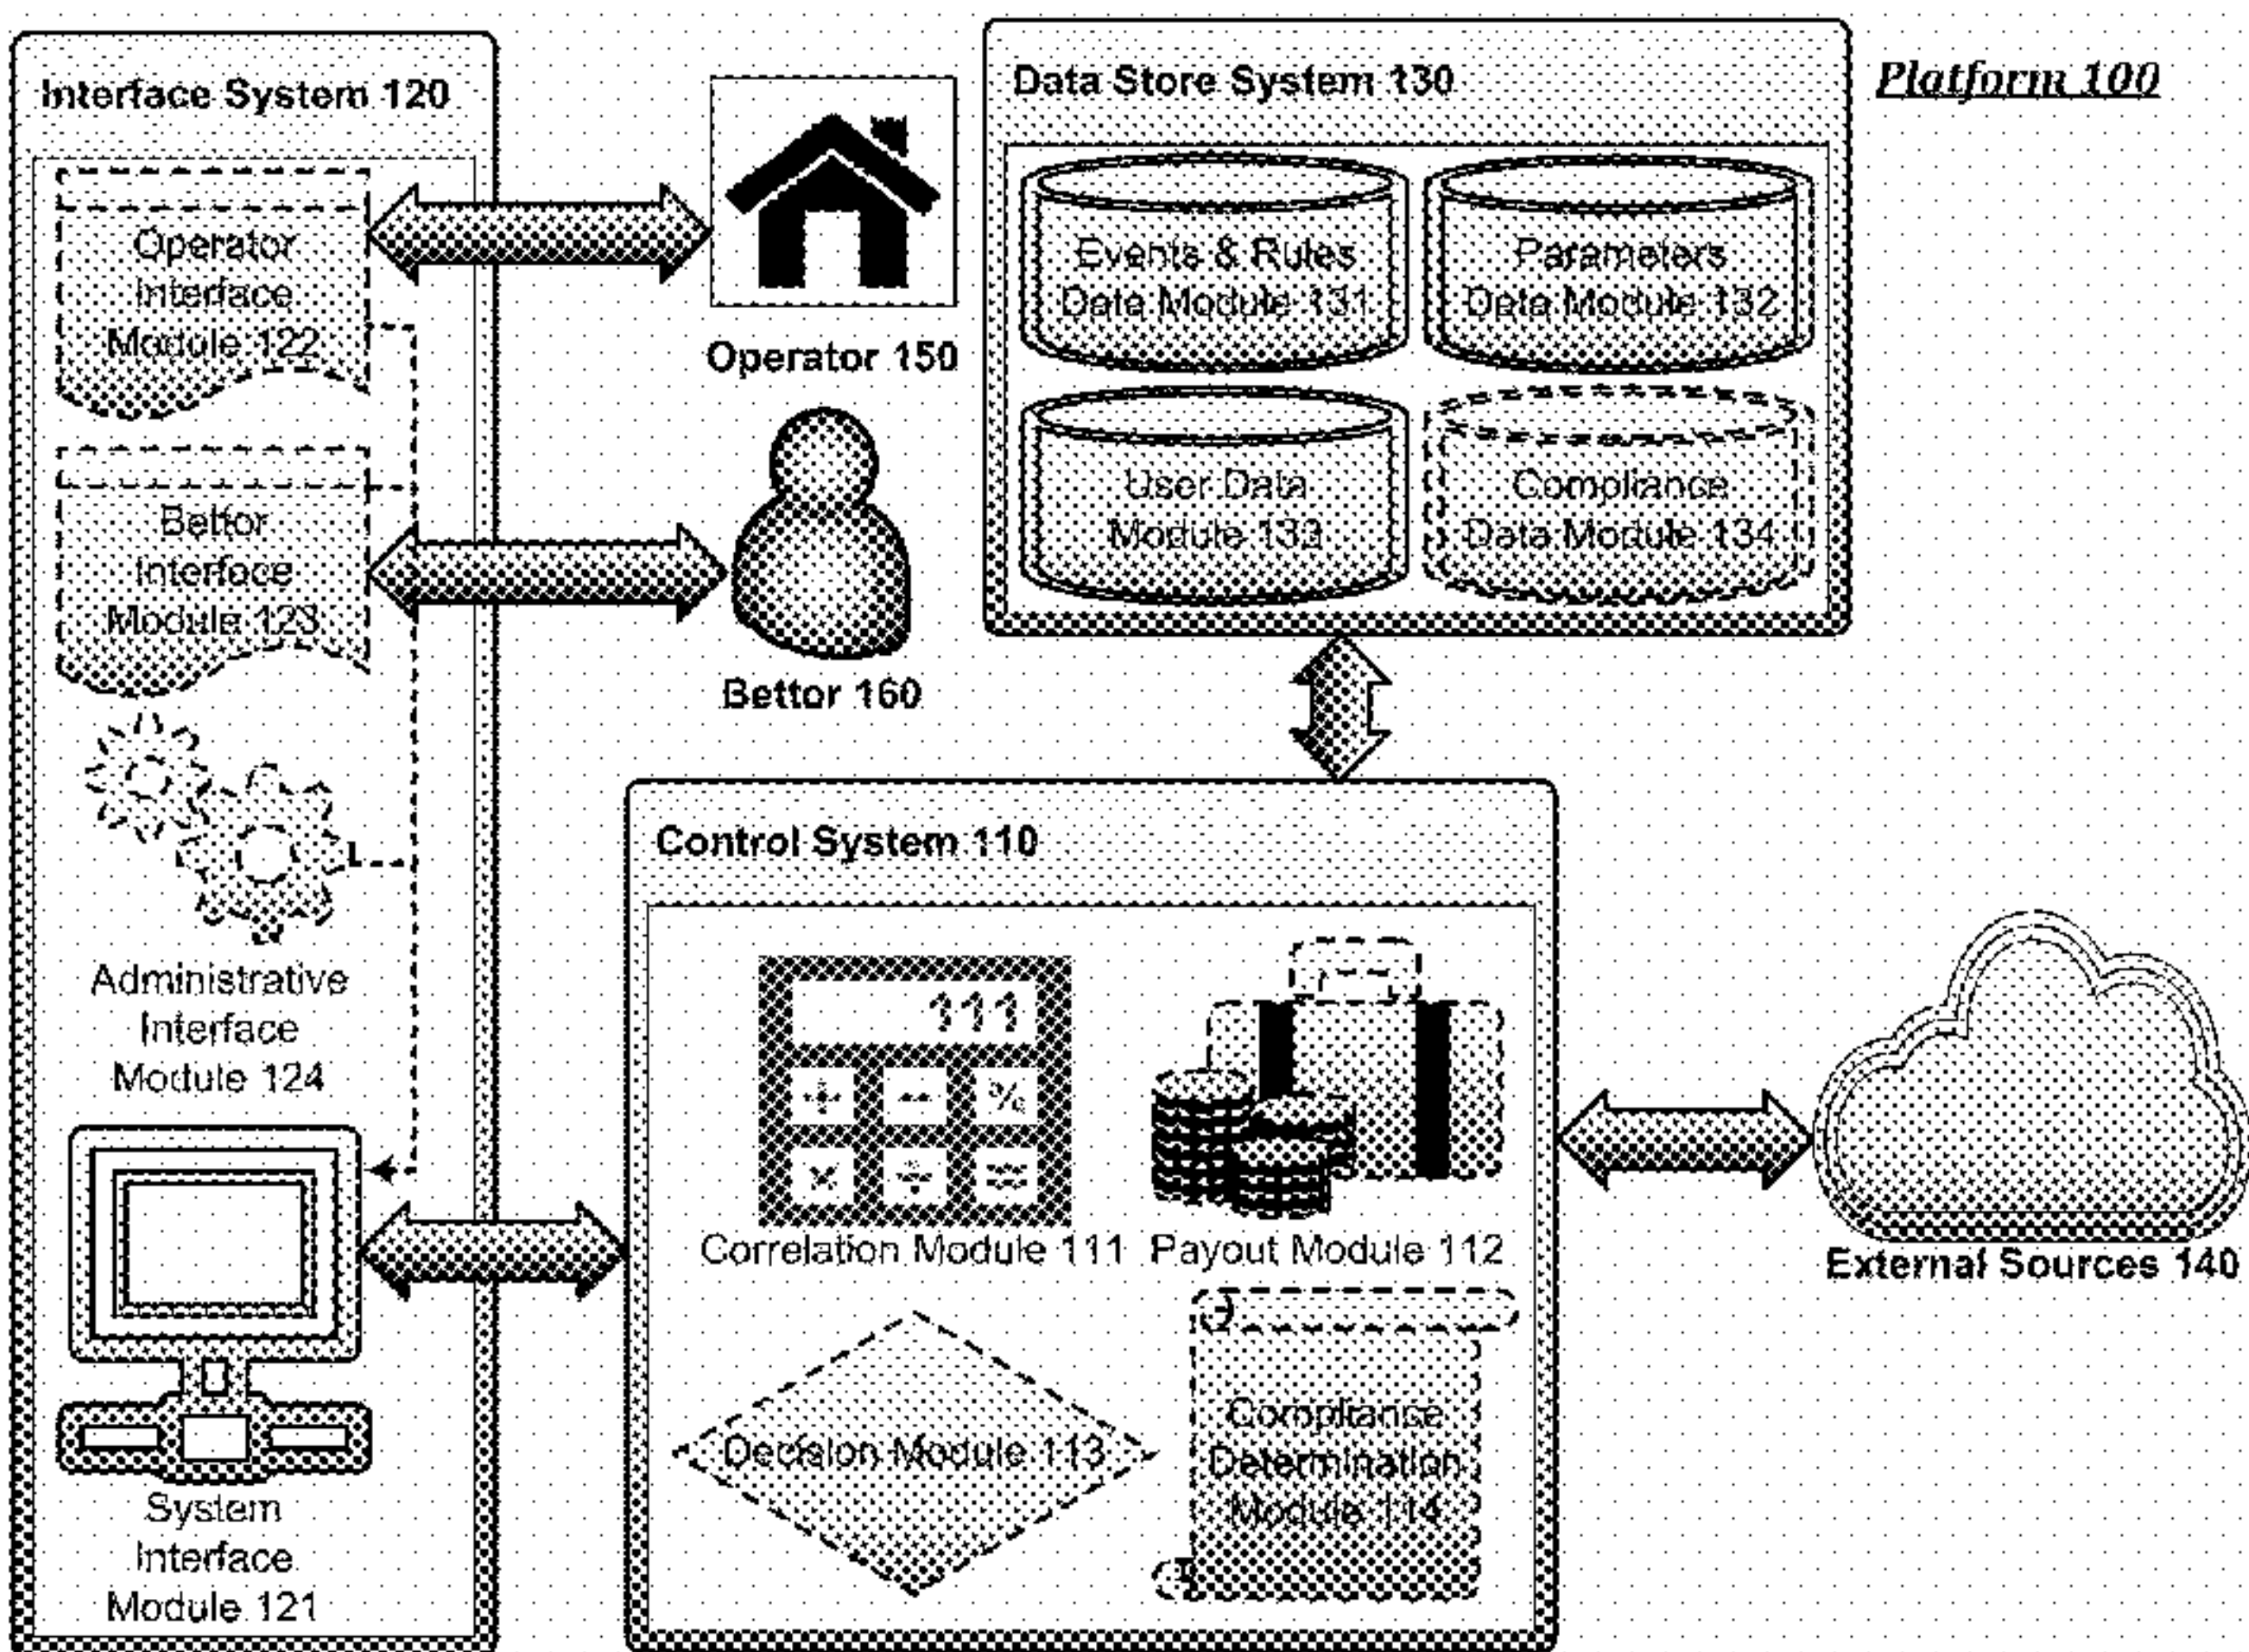 Platform 100
Interface System 120
Operator
Interface
Module 122
Bettor
Interface
Module 123
Administrative
Interface
Module 124
System
Interface
Module 121
Operator 150
Bettor 160
Data Store System 130
Events & Rules
Data Module 131
Parameters
Data Module 132
User Data
Module 133
Compliance
Data Module 134
Control System 110
111
+ - %
× ÷ =
Correlation Module 111
Payout Module 112
Decision Module 113
Compliance
Determination
Module 114
External Sources 140